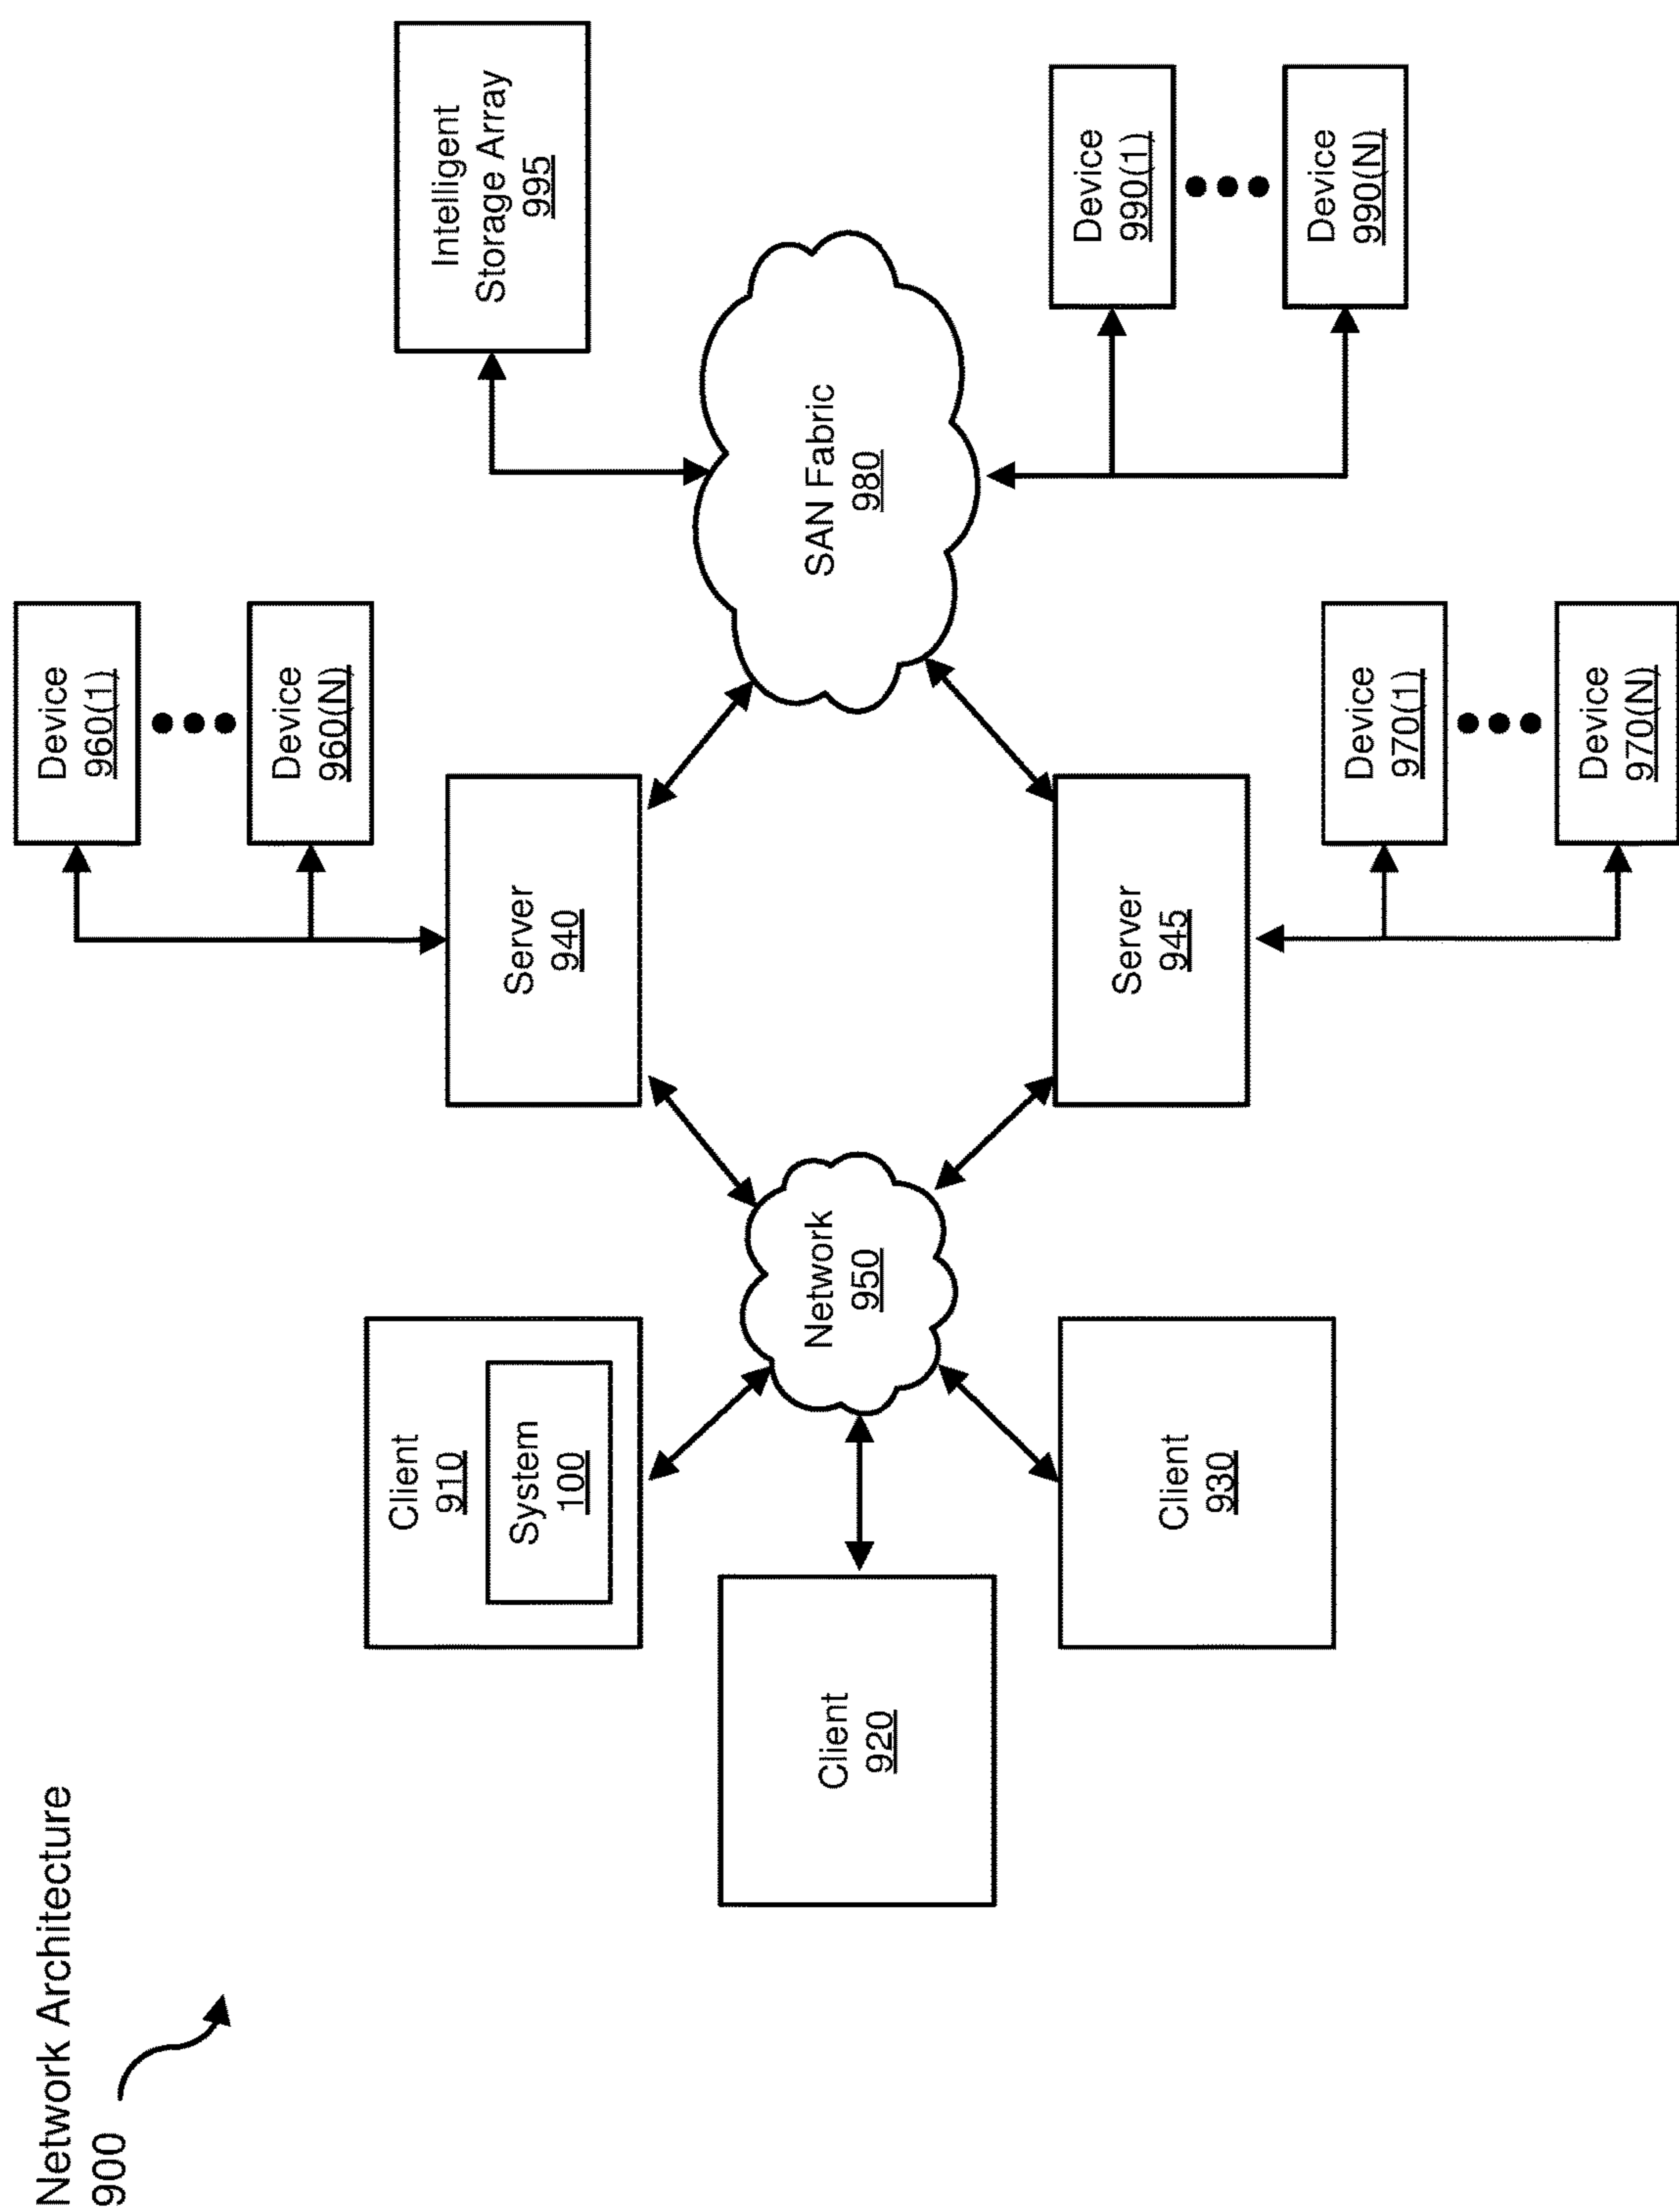 Network Architecture
900
Client
910
System
100
Client
920
Client
930
Network
950
Server
940
Server
945
Device
960(1)
Device
960(N)
Device
970(1)
Device
970(N)
SAN Fabric
980
Intelligent
Storage Array
995
Device
990(1)
Device
990(N)